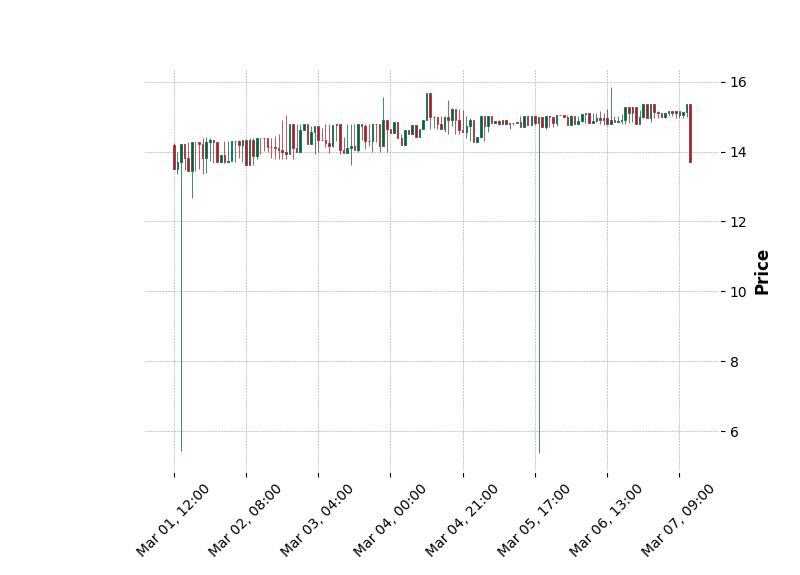 16
14
12
10
8
6
Price
Mar 01, 12:00
Mar 02, 08:00
Mar 03, 04:00
Mar 04, 00:00
Mar 04, 21:00
Mar 05, 17:00
Mar 06, 13:00
Mar 07, 09:00